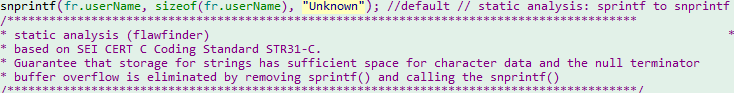 snprintf(fr.userName, sizeof(fr.userName), "Unknown"); //default // static analysis: sprintf to snprintf
/*****************************************************************************************
* static analysis (flawfinder) *
* based on SEI CERT C Coding Standard STR31-C.
* Guarantee that storage for strings has sufficient space for character data and the null terminator
* buffer overflow is eliminated by removing sprintf() and calling the snprintf()
/*****************************************************************************************/